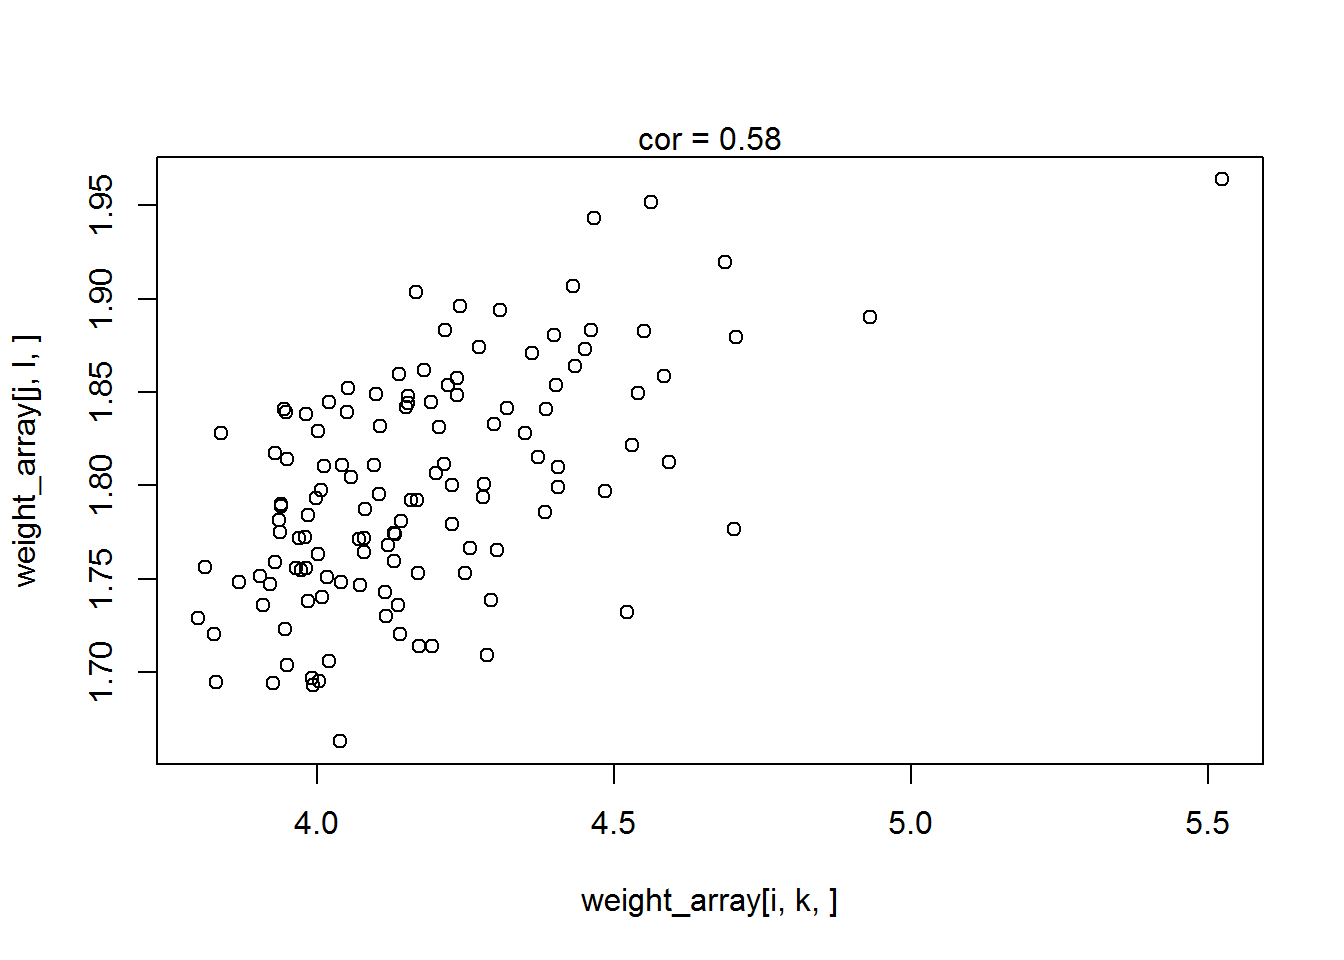 cor = 0.58
1.95
1.90
1.85
1.80
1.75
1.70
weight_array[j, l, ]
4.0 4.5 5.0 5.5
weight_array[i, k, ]